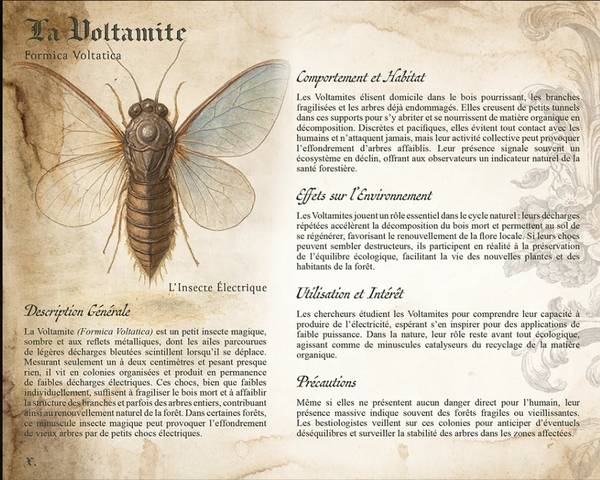 La Voltamite
Formica Voltatica
L'Insecte Électrique
Description Générale
La Voltamite (Formica Voltatica) est un petit insecte magique,
sombre et aux reflets métalliques, dont les ailes parcourues
de légères décharges bleutées scintillent lorsqu'il se déplace.
Mesurant seulement un à deux centimètres et pesant presque
rien, il vit en colonies organisées et produit en permanence
de faibles décharges électriques. Ces chocs, bien que faibles
individuellement, suffisent à fragiliser le bois mort et à affaiblir
la structure des branches et parfois des arbres entiers, contribuant
ainsi au renouvellement naturel de la forêt. Dans certaines forêts,
ce minuscule insecte magique peut provoquer l'effondrement
de vieux arbres par de petits chocs électriques.
X.
Comportement et Habitat
Les Voltamites élisent domicile dans le bois pourrissant, les branches
fragilisées et les arbres déjà endommagés. Elles creusent de petits tunnels
dans ces supports pour s'y abriter et se nourrissent de matière organique en
décomposition. Discrètes et pacifiques, elles évitent tout contact avec les
humains et n'attaquent jamais, mais leur activité collective peut provoquer
l'effondrement d'arbres affaiblis. Leur présence signale souvent un
écosystème en déclin, offrant aux observateurs un indicateur naturel de la
santé forestière.
Effets sur l'Environnement
Les Voltamites jouent un rôle essentiel dans le cycle naturel : leurs décharges
répétées accélèrent la décomposition du bois mort et permettent au sol de
se régénérer, favorisant le renouvellement de la flore locale. Si leurs chocs
peuvent sembler destructeurs, ils participent en réalité à la préservation
de l'équilibre écologique, facilitant la vie des nouvelles plantes et des
habitants de la forêt.
Utilisation et Intérêt
Les chercheurs étudient les Voltamites pour comprendre leur capacité à
produire de l'électricité, espérant s'en inspirer pour des applications de
faible puissance. Dans la nature, leur rôle reste avant tout écologique,
agissant comme de minuscules catalyseurs du recyclage de la matière
organique.
Précautions
Même si elles ne présentent aucun danger direct pour l'humain, leur
présence massive indique souvent des forêts fragiles ou vieillissantes.
Les bestiologistes veillent sur ces colonies pour anticiper d'éventuels
déséquilibres et surveiller la stabilité des arbres dans les zones affectées.